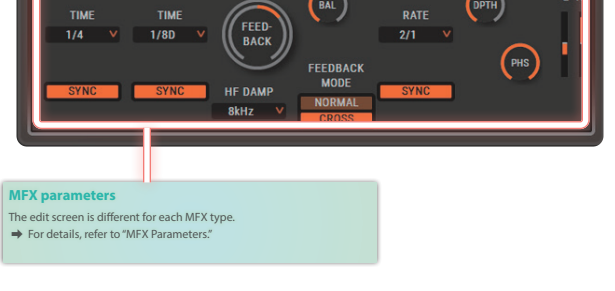 BAL
DPTH
TIME
TIME
RATE
1/4
1/8D
FEED-
BACK
2/1
PHS
FEEDBACK
MODE
SYNC
SYNC
HF DAMP
SYNC
NORMAL
8kHz
CROSS
MFX parameters
The edit screen is different for each MFX type.
➡ For details, refer to “MFX Parameters.”